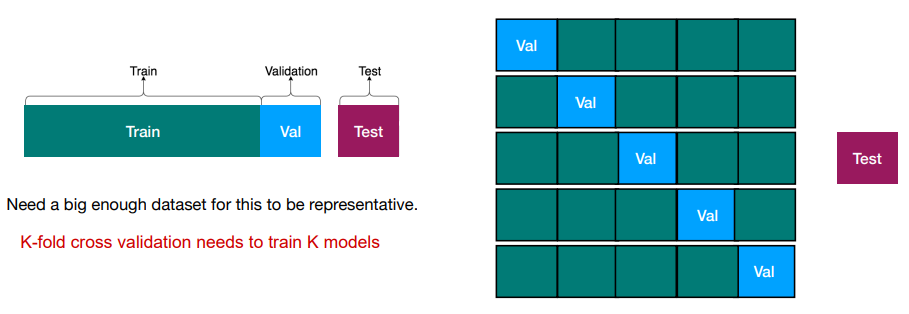 Train Validation Test
Train Val Test
Need a big enough dataset for this to be representative.
K-fold cross validation needs to train K models
Val
Val
Val
Val
Val
Test